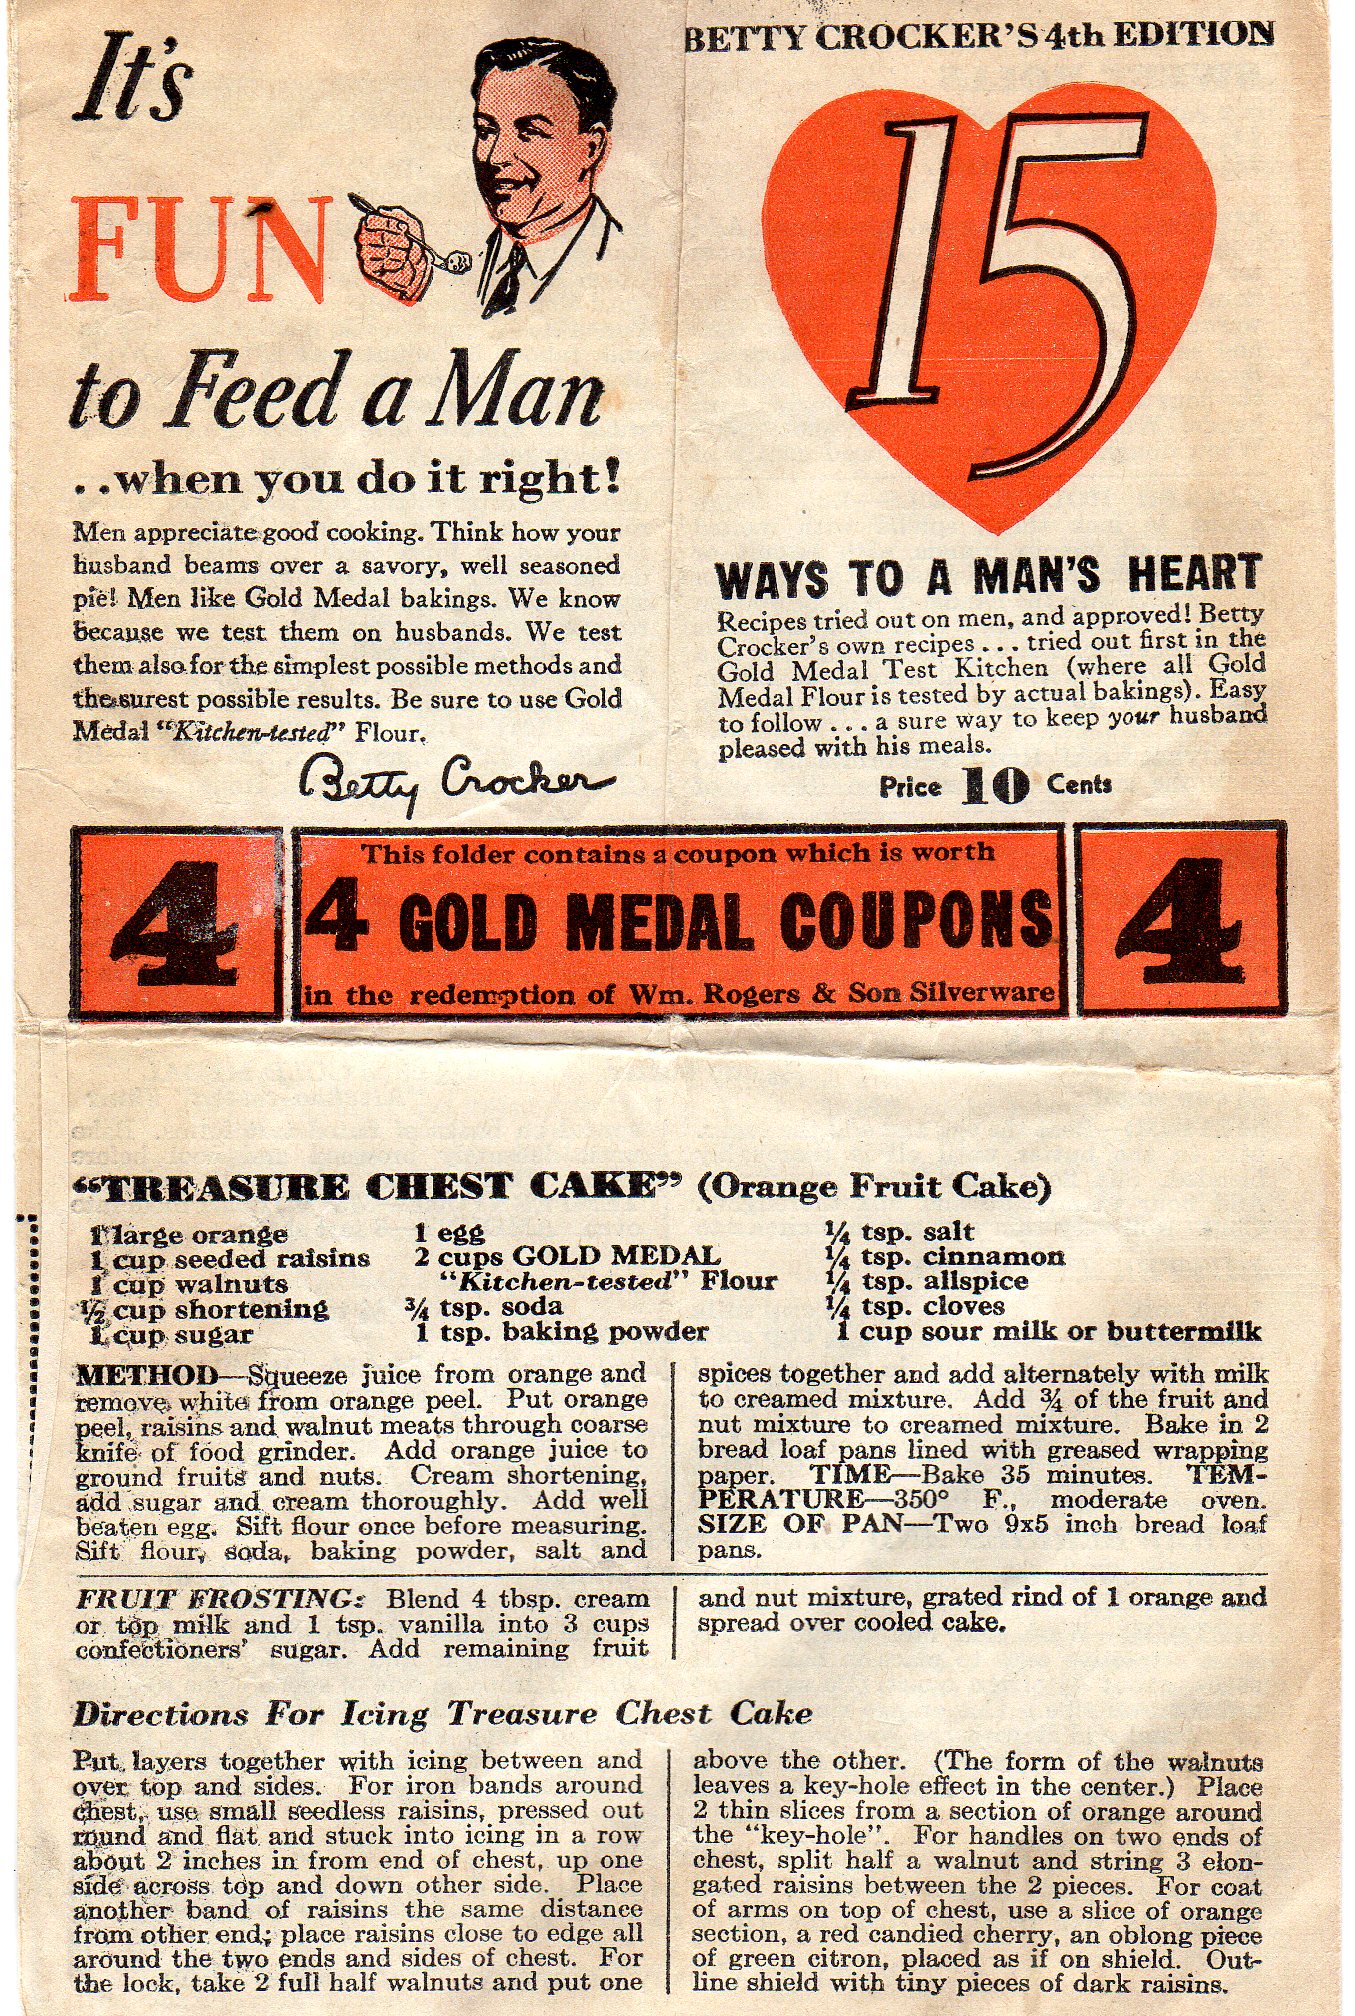 It's
FUN
to Feed a Man
..when you do it right!
Men appreciate good cooking. Think how your
husband beams over a savory, well seasoned
pie! Men like Gold Medal bakings. We know
because we test them on husbands. We test
them also for the simplest possible methods and
the surest possible results. Be sure to use Gold
Medal "Kitchen-tested" Flour.
Betty Crocker
BETTY CROCKER'S 4th EDITION
15
WAYS TO A MAN'S HEART
Recipes tried out on men, and approved! Betty
Crocker's own recipes . . . tried out first in the
Gold Medal Test Kitchen (where all Gold
Medal Flour is tested by actual bakings). Easy
to follow . . . a sure way to keep your husband
pleased with his meals.
Price 10 Cents
4
This folder contains a coupon which is worth
4 GOLD MEDAL COUPONS
in the redemption of Wm. Rogers & Son Silverware
4
"TREASURE CHEST CAKE" (Orange Fruit Cake)
1 large orange
1 cup seeded raisins
1 cup walnuts
½ cup shortening
1 cup sugar
1 egg
2 cups GOLD MEDAL
"Kitchen-tested" Flour
¾ tsp. soda
1 tsp. baking powder
¼ tsp. salt
¼ tsp. cinnamon
¼ tsp. allspice
¼ tsp. cloves
1 cup sour milk or buttermilk
METHOD—Squeeze juice from orange and
remove white from orange peel. Put orange
peel, raisins and walnut meats through coarse
knife of food grinder. Add orange juice to
ground fruits and nuts. Cream shortening,
add sugar and cream thoroughly. Add well
beaten egg. Sift flour once before measuring.
Sift flour, soda, baking powder, salt and
spices together and add alternately with milk
to creamed mixture. Add ¾ of the fruit and
nut mixture to creamed mixture. Bake in 2
bread loaf pans lined with greased wrapping
paper. TIME—Bake 35 minutes. TEM-
PERATURE—350° F., moderate oven.
SIZE OF PAN—Two 9x5 inch bread loaf
pans.
FRUIT FROSTING: Blend 4 tbsp. cream
or top milk and 1 tsp. vanilla into 3 cups
confectioners' sugar. Add remaining fruit
and nut mixture, grated rind of 1 orange and
spread over cooled cake.
Directions For Icing Treasure Chest Cake
Put layers together with icing between and
over top and sides. For iron bands around
chest, use small seedless raisins, pressed out
round and flat and stuck into icing in a row
about 2 inches in from end of chest, up one
side across top and down other side. Place
another band of raisins the same distance
from other end; place raisins close to edge all
around the two ends and sides of chest. For
the lock, take 2 full half walnuts and put one
above the other. (The form of the walnuts
leaves a key-hole effect in the center.) Place
2 thin slices from a section of orange around
the "key-hole". For handles on two ends of
chest, split half a walnut and string 3 elon-
gated raisins between the 2 pieces. For coat
of arms on top of chest, use a slice of orange
section, a red candied cherry, an oblong piece
of green citron, placed as if on shield. Out-
line shield with tiny pieces of dark raisins.